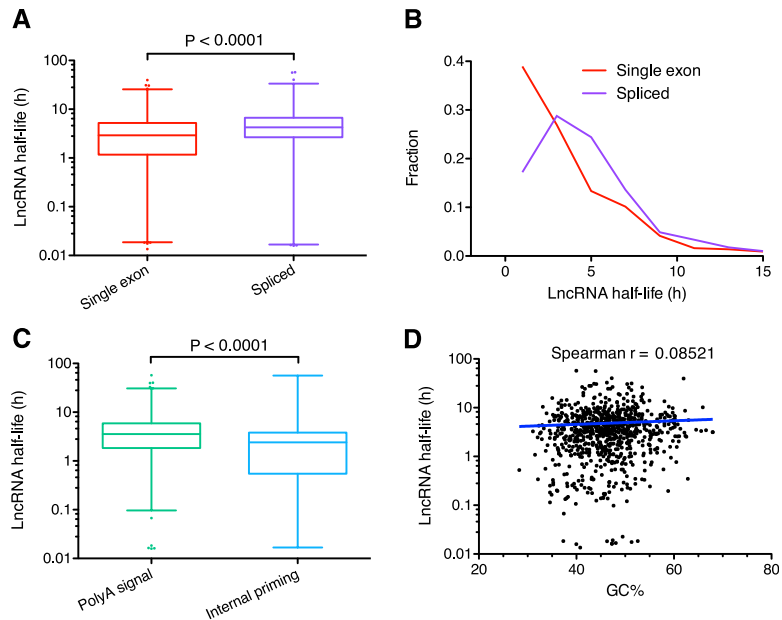 A
P < 0.0001
LncRNA half-life (h)
100
10
1
0.1
0.01
Single exon
Spliced
B
Single exon
Spliced
Fraction
0.4
0.3
0.2
0.1
0.0
0
5
10
15
LncRNA half-life (h)
C
P < 0.0001
LncRNA half-life (h)
100
10
1
0.1
0.01
PolyA signal
Internal priming
D
Spearman r = 0.08521
LncRNA half-life (h)
100
10
1
0.1
0.01
20
40
60
80
GC%